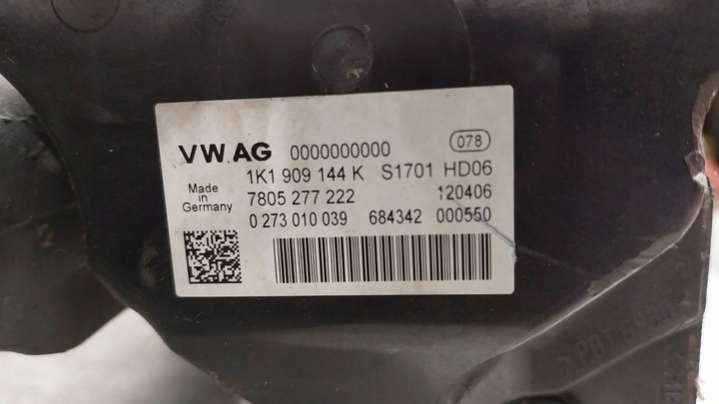 VW.AG 0000000000 078
1K1 909 144 K S1701 HD06
Made in Germany
7805 277 222 120406
0 273 010 039 684342 000550
>PBT